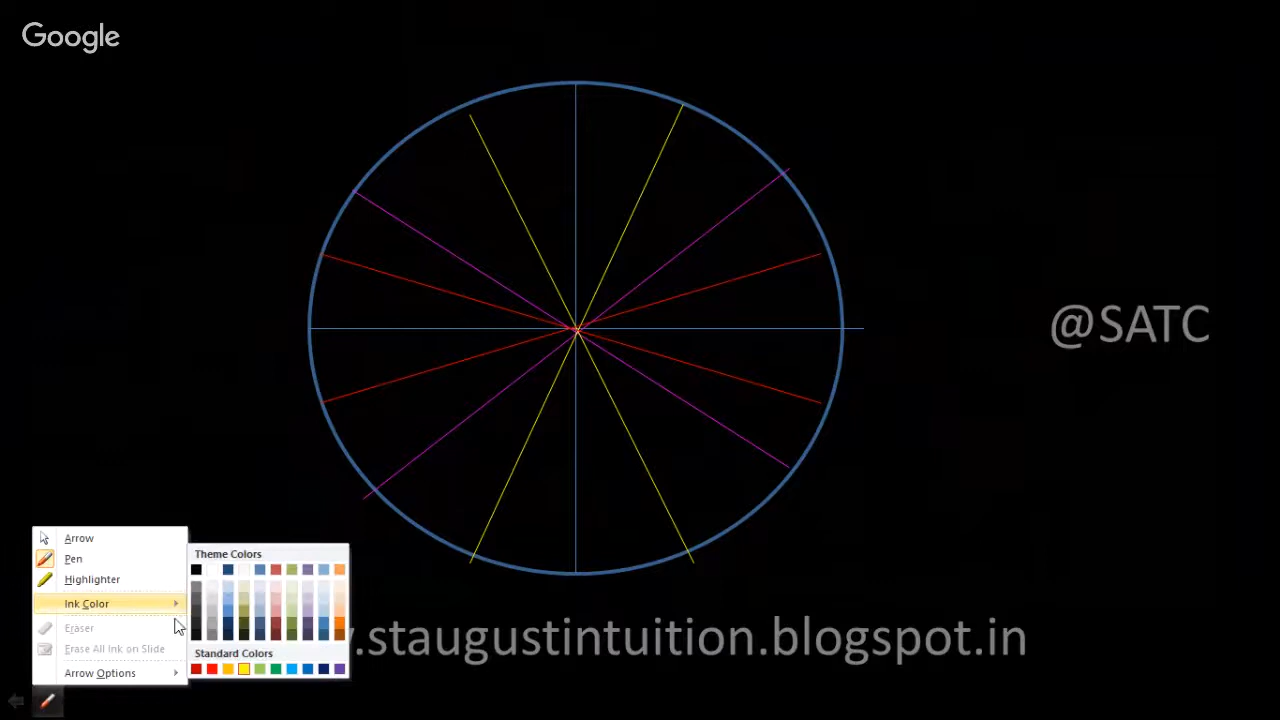 Google
@SATC
Arrow
Pen
Highlighter
Ink Color
Eraser
Erase All Ink on Slide
Arrow Options
Theme Colors
Standard Colors
.staugustintuition.blogspot.in